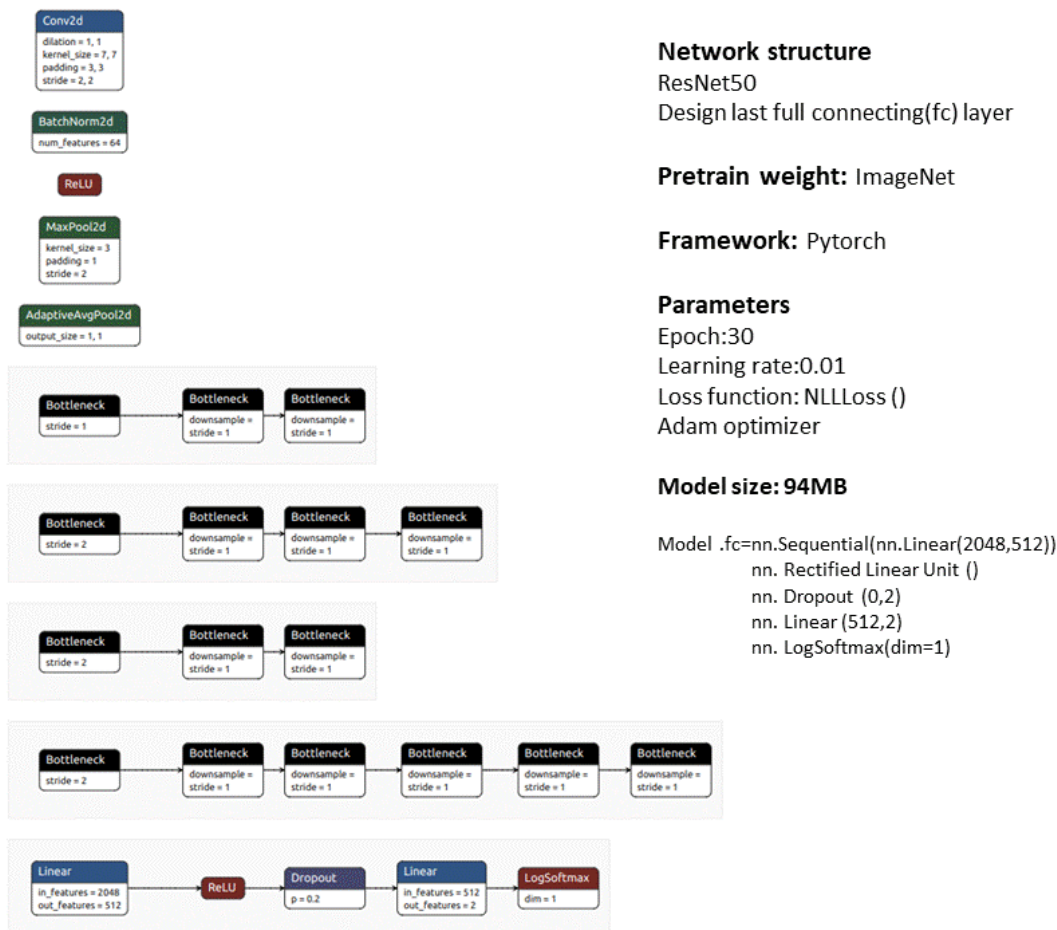 Conv2d
dilation = 1, 1
kernel_size = 7, 7
padding = 3, 3
stride = 2, 2
BatchNorm2d
num_features = 64
ReLU
MaxPool2d
kernel_size = 3
padding = 1
stride = 2
AdaptiveAvgPool2d
output_size = 1, 1
Bottleneck
stride = 1
Bottleneck
downsample =
stride = 1
Bottleneck
downsample =
stride = 1
Bottleneck
stride = 2
Bottleneck
downsample =
stride = 1
Bottleneck
downsample =
stride = 1
Bottleneck
downsample =
stride = 1
Bottleneck
stride = 2
Bottleneck
downsample =
stride = 1
Bottleneck
downsample =
stride = 1
Bottleneck
stride = 2
Bottleneck
downsample =
stride = 1
Bottleneck
downsample =
stride = 1
Bottleneck
downsample =
stride = 1
Bottleneck
downsample =
stride = 1
Bottleneck
downsample =
stride = 1
Linear
in_features = 2048
out_features = 512
ReLU
Dropout
p = 0.2
Linear
in_features = 512
out_features = 2
LogSoftmax
dim = 1
Network structure
ResNet50
Design last full connecting(fc) layer
Pretrain weight: ImageNet
Framework: Pytorch
Parameters
Epoch:30
Learning rate:0.01
Loss function: NLLLoss ()
Adam optimizer
Model size: 94MB
Model .fc=nn.Sequential(nn.Linear(2048,512))
nn. Rectified Linear Unit ()
nn. Dropout (0,2)
nn. Linear (512,2)
nn. LogSoftmax(dim=1)